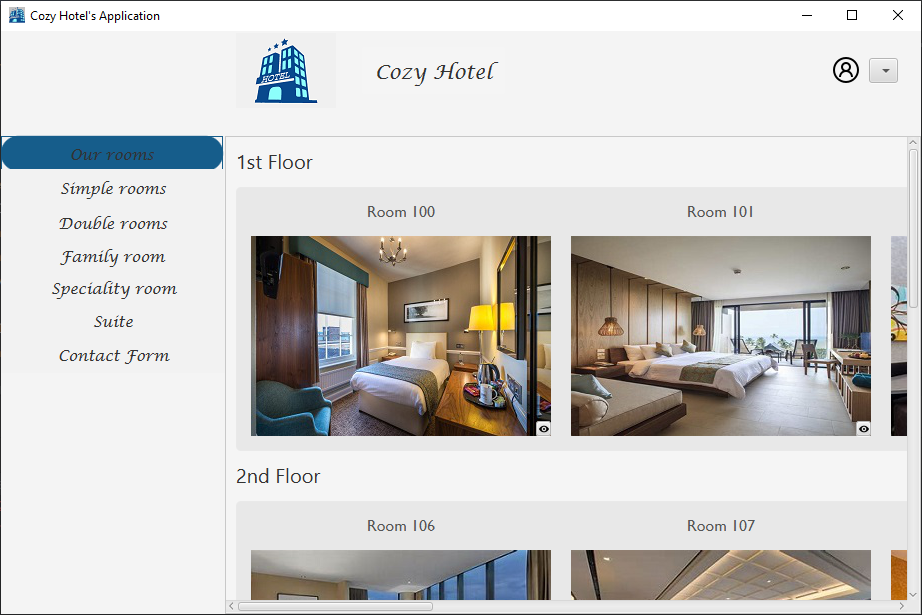 Cozy Hotel's Application
HOTEL
Cozy Hotel
Our rooms
Simple rooms
Double rooms
Family room
Speciality room
Suite
Contact Form
1st Floor
Room 100
Room 101
2nd Floor
Room 106
Room 107